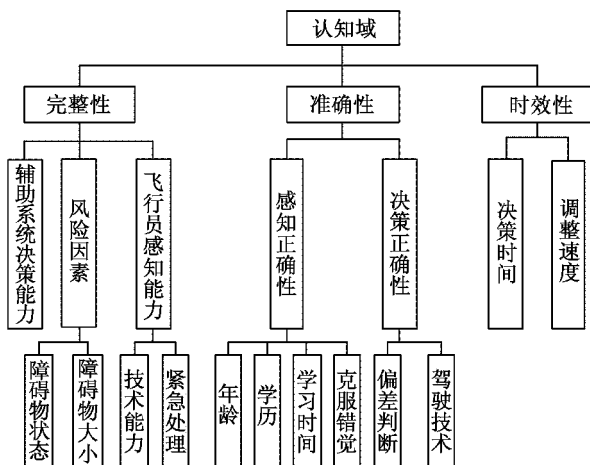 认知域
完整性
准确性
时效性
辅助系统决策能力
风险因素
飞行员感知能力
感知正确性
决策正确性
决策时间
调整速度
障碍物状态
障碍物大小
技术能力
紧急处理
年龄
学历
学习时间
克服错觉
偏差判断
驾驶技术